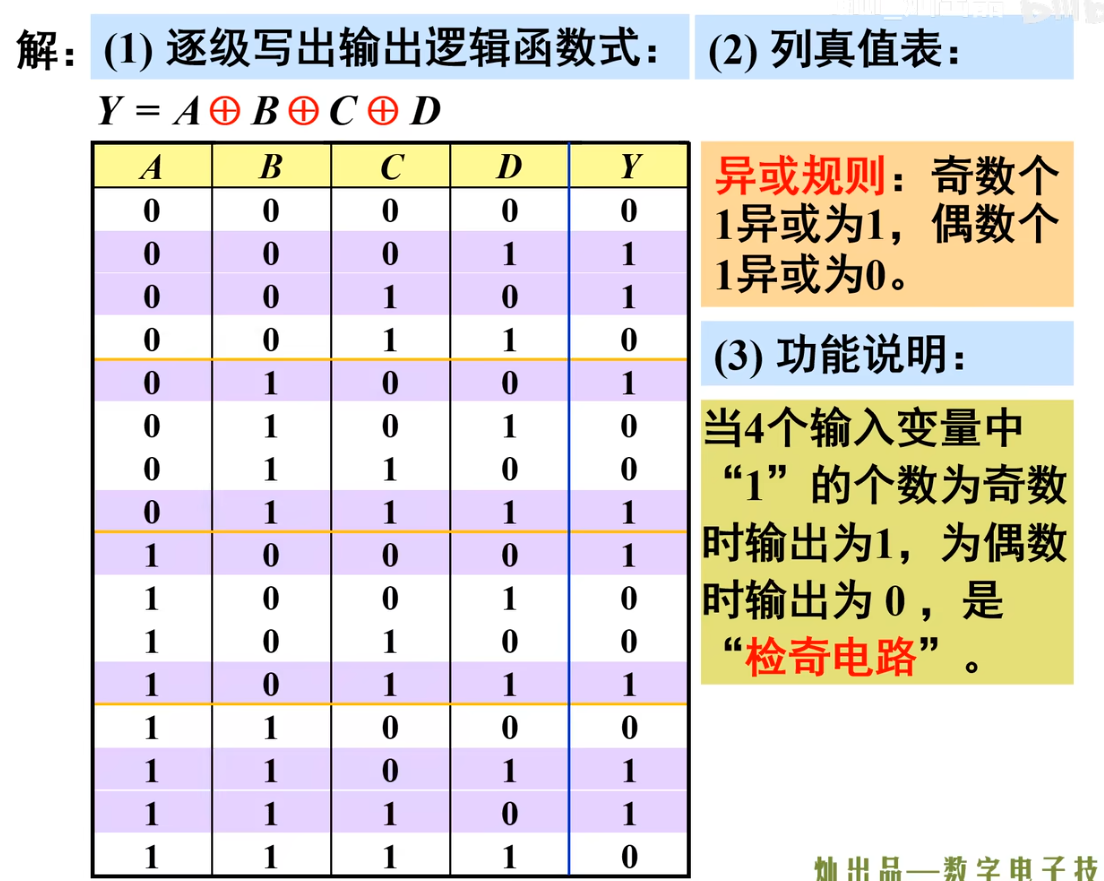 解： (1) 逐级写出输出逻辑函数式： (2) 列真值表：
Y = A ⊕ B ⊕ C ⊕ D
A B C D Y
0 0 0 0 0
0 0 0 1 1
0 0 1 0 1
0 0 1 1 0
0 1 0 0 1
0 1 0 1 0
0 1 1 0 0
0 1 1 1 1
1 0 0 0 1
1 0 0 1 0
1 0 1 0 0
1 0 1 1 1
1 1 0 0 0
1 1 0 1 1
1 1 1 0 1
1 1 1 1 0
异或规则：奇数个
1异或为1，偶数个
1异或为0。
(3) 功能说明：
当4个输入变量中
“1”的个数为奇数
时输出为1，为偶数
时输出为 0 ，是
“检奇电路”。
灿出品—数字电子技